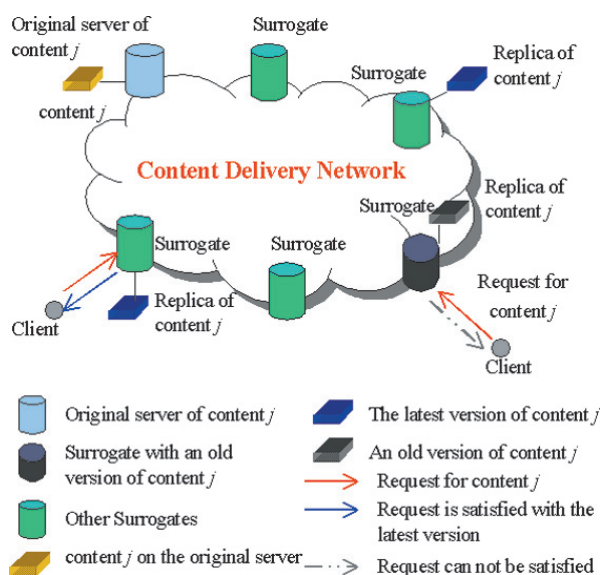 Original server of
content j
Surrogate
Surrogate
Replica of
content j
content j
Content Delivery Network
Surrogate
Replica of
content j
Surrogate
Surrogate
Request for
content j
Client
Replica of
content j
Client
Original server of content j
The latest version of content j
Surrogate with an old
version of content j
An old version of content j
Request for content j
Other Surrogates
Request is satisfied with the
latest version
content j on the original server
Request can not be satisfied